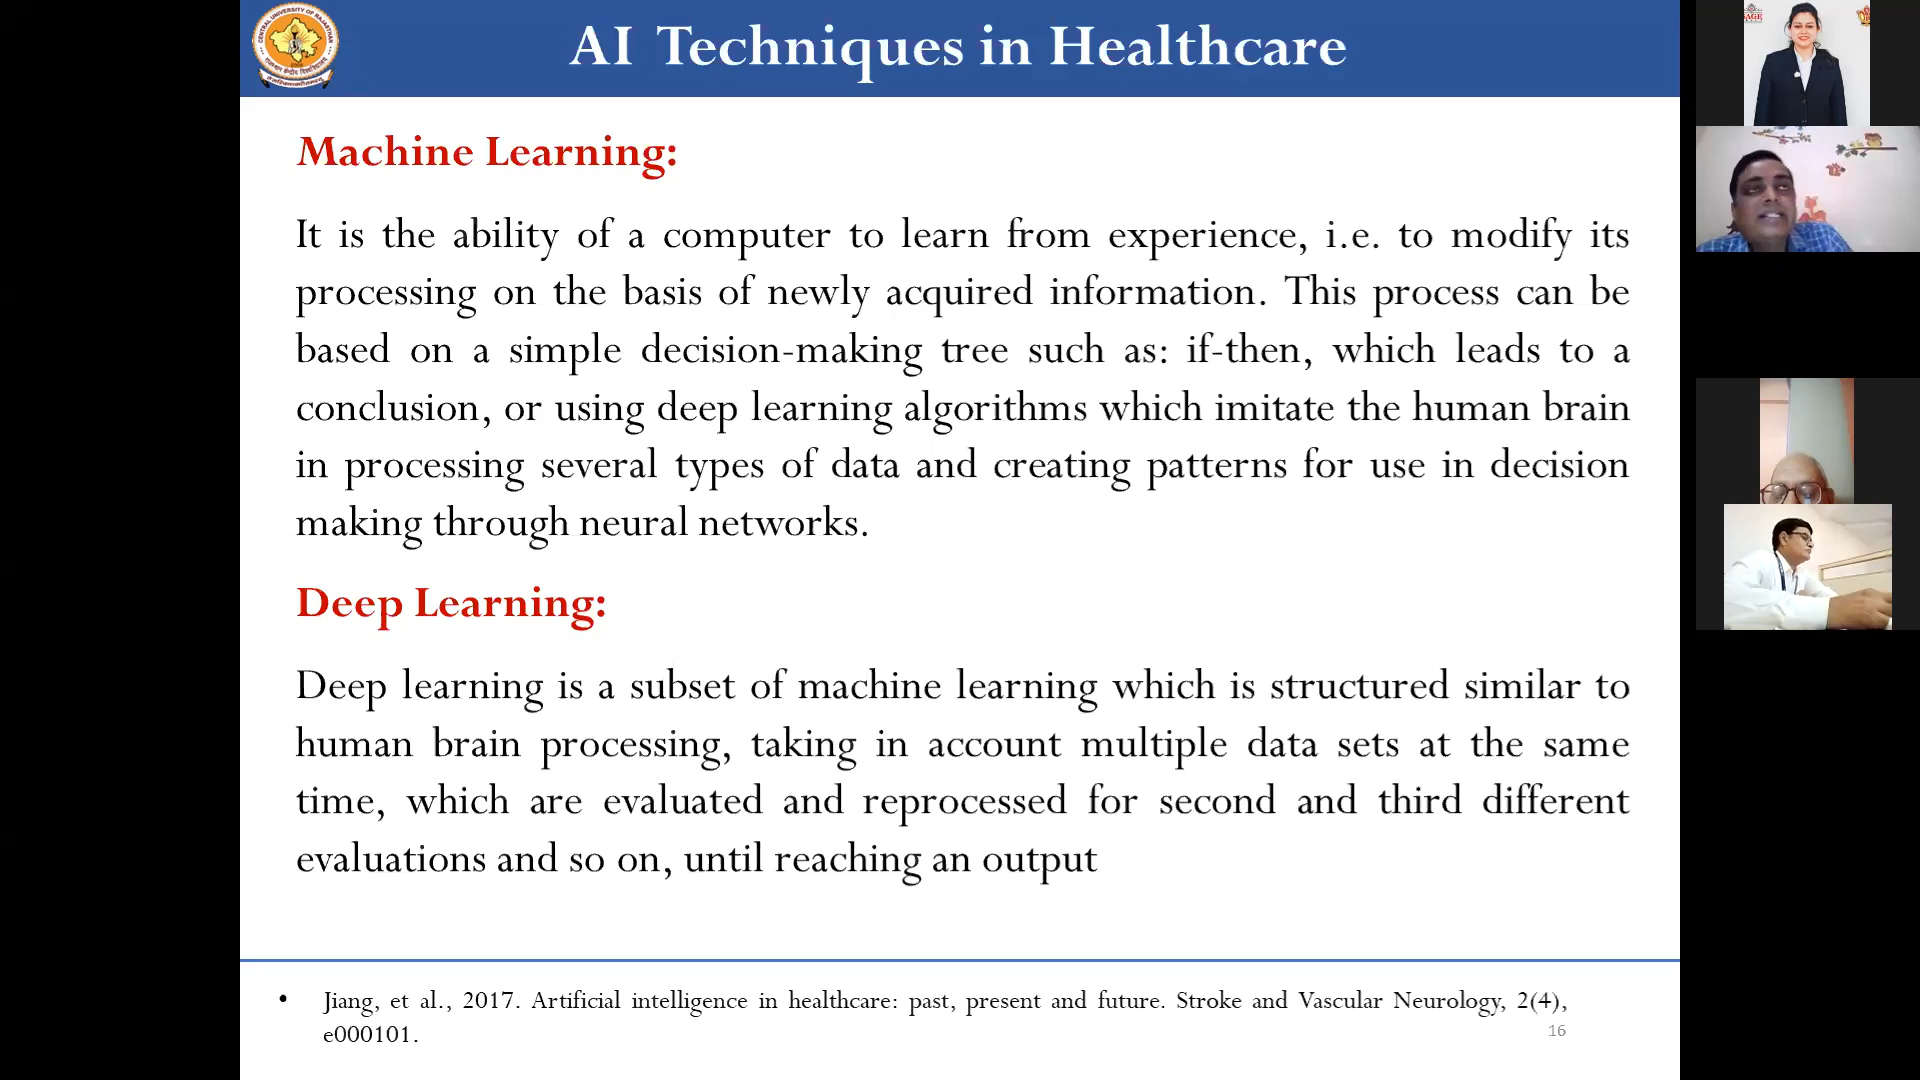 AI Techniques in Healthcare
Machine Learning:
It is the ability of a computer to learn from experience, i.e. to modify its
processing on the basis of newly acquired information. This process can be
based on a simple decision-making tree such as: if-then, which leads to a
conclusion, or using deep learning algorithms which imitate the human brain
in processing several types of data and creating patterns for use in decision
making through neural networks.
Deep Learning:
Deep learning is a subset of machine learning which is structured similar to
human brain processing, taking in account multiple data sets at the same
time, which are evaluated and reprocessed for second and third different
evaluations and so on, until reaching an output
• Jiang, et al., 2017. Artificial intelligence in healthcare: past, present and future. Stroke and Vascular Neurology, 2(4),
e000101.
16
CENTRAL UNIVERSITY OF RAJASTHAN